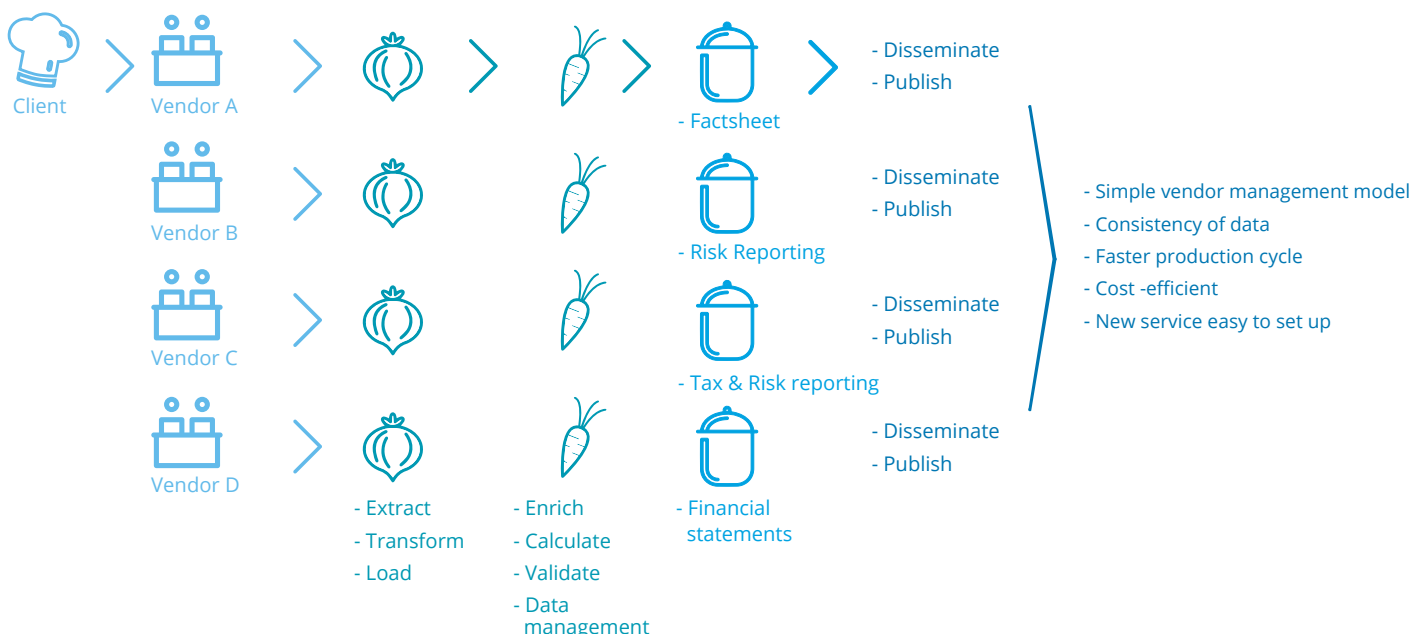 Client
Vendor A
- Factsheet
- Disseminate
- Publish
Vendor B
- Risk Reporting
- Disseminate
- Publish
Vendor C
- Tax & Risk reporting
- Disseminate
- Publish
Vendor D
- Financial
statements
- Disseminate
- Publish
- Extract
- Transform
- Load
- Enrich
- Calculate
- Validate
- Data
management
- Simple vendor management model
- Consistency of data
- Faster production cycle
- Cost -efficient
- New service easy to set up